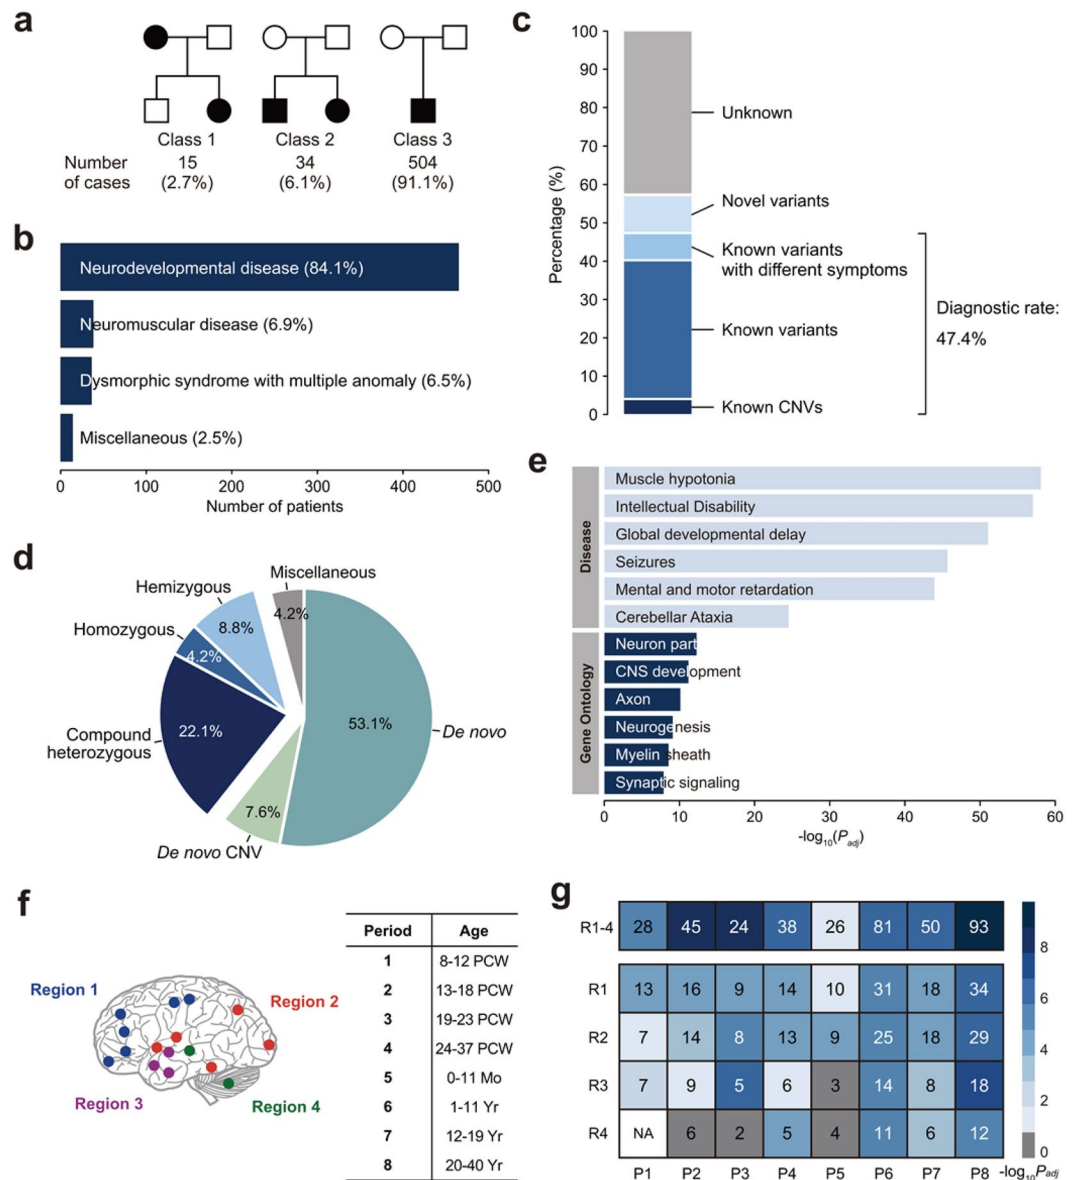 a
Class 1
Class 2
Class 3
Number of cases
15
(2.7%)
34
(6.1%)
504
(91.1%)
b
Neurodevelopmental disease (84.1%)
Neuromuscular disease (6.9%)
Dysmorphic syndrome with multiple anomaly (6.5%)
Miscellaneous (2.5%)
0 100 200 300 400 500
Number of patients
c
Percentage (%)
100
90
80
70
60
50
40
30
20
10
0
Unknown
Novel variants
Known variants
with different symptoms
Known variants
Known CNVs
Diagnostic rate:
47.4%
d
Miscellaneous
4.2%
Hemizygous
8.8%
Homozygous
4.2%
Compound
heterozygous
22.1%
De novo CNV
7.6%
53.1%
De novo
e
Disease
Muscle hypotonia
Intellectual Disability
Global developmental delay
Seizures
Mental and motor retardation
Cerebellar Ataxia
Gene Ontology
Neuron part
CNS development
Axon
Neurogenesis
Myelin sheath
Synaptic signaling
0 10 20 30 40 50 60
-log10(Padj)
f
Region 1
Region 2
Region 3
Region 4
Period Age
1 8-12 PCW
2 13-18 PCW
3 19-23 PCW
4 24-37 PCW
5 0-11 Mo
6 1-11 Yr
7 12-19 Yr
8 20-40 Yr
g
R1-4 28 45 24 38 26 81 50 93
R1 13 16 9 14 10 31 18 34
R2 7 14 8 13 9 25 18 29
R3 7 9 5 6 3 14 8 18
R4 NA 6 2 5 4 11 6 12
P1 P2 P3 P4 P5 P6 P7 P8
8
6
4
2
0
-log10Padj